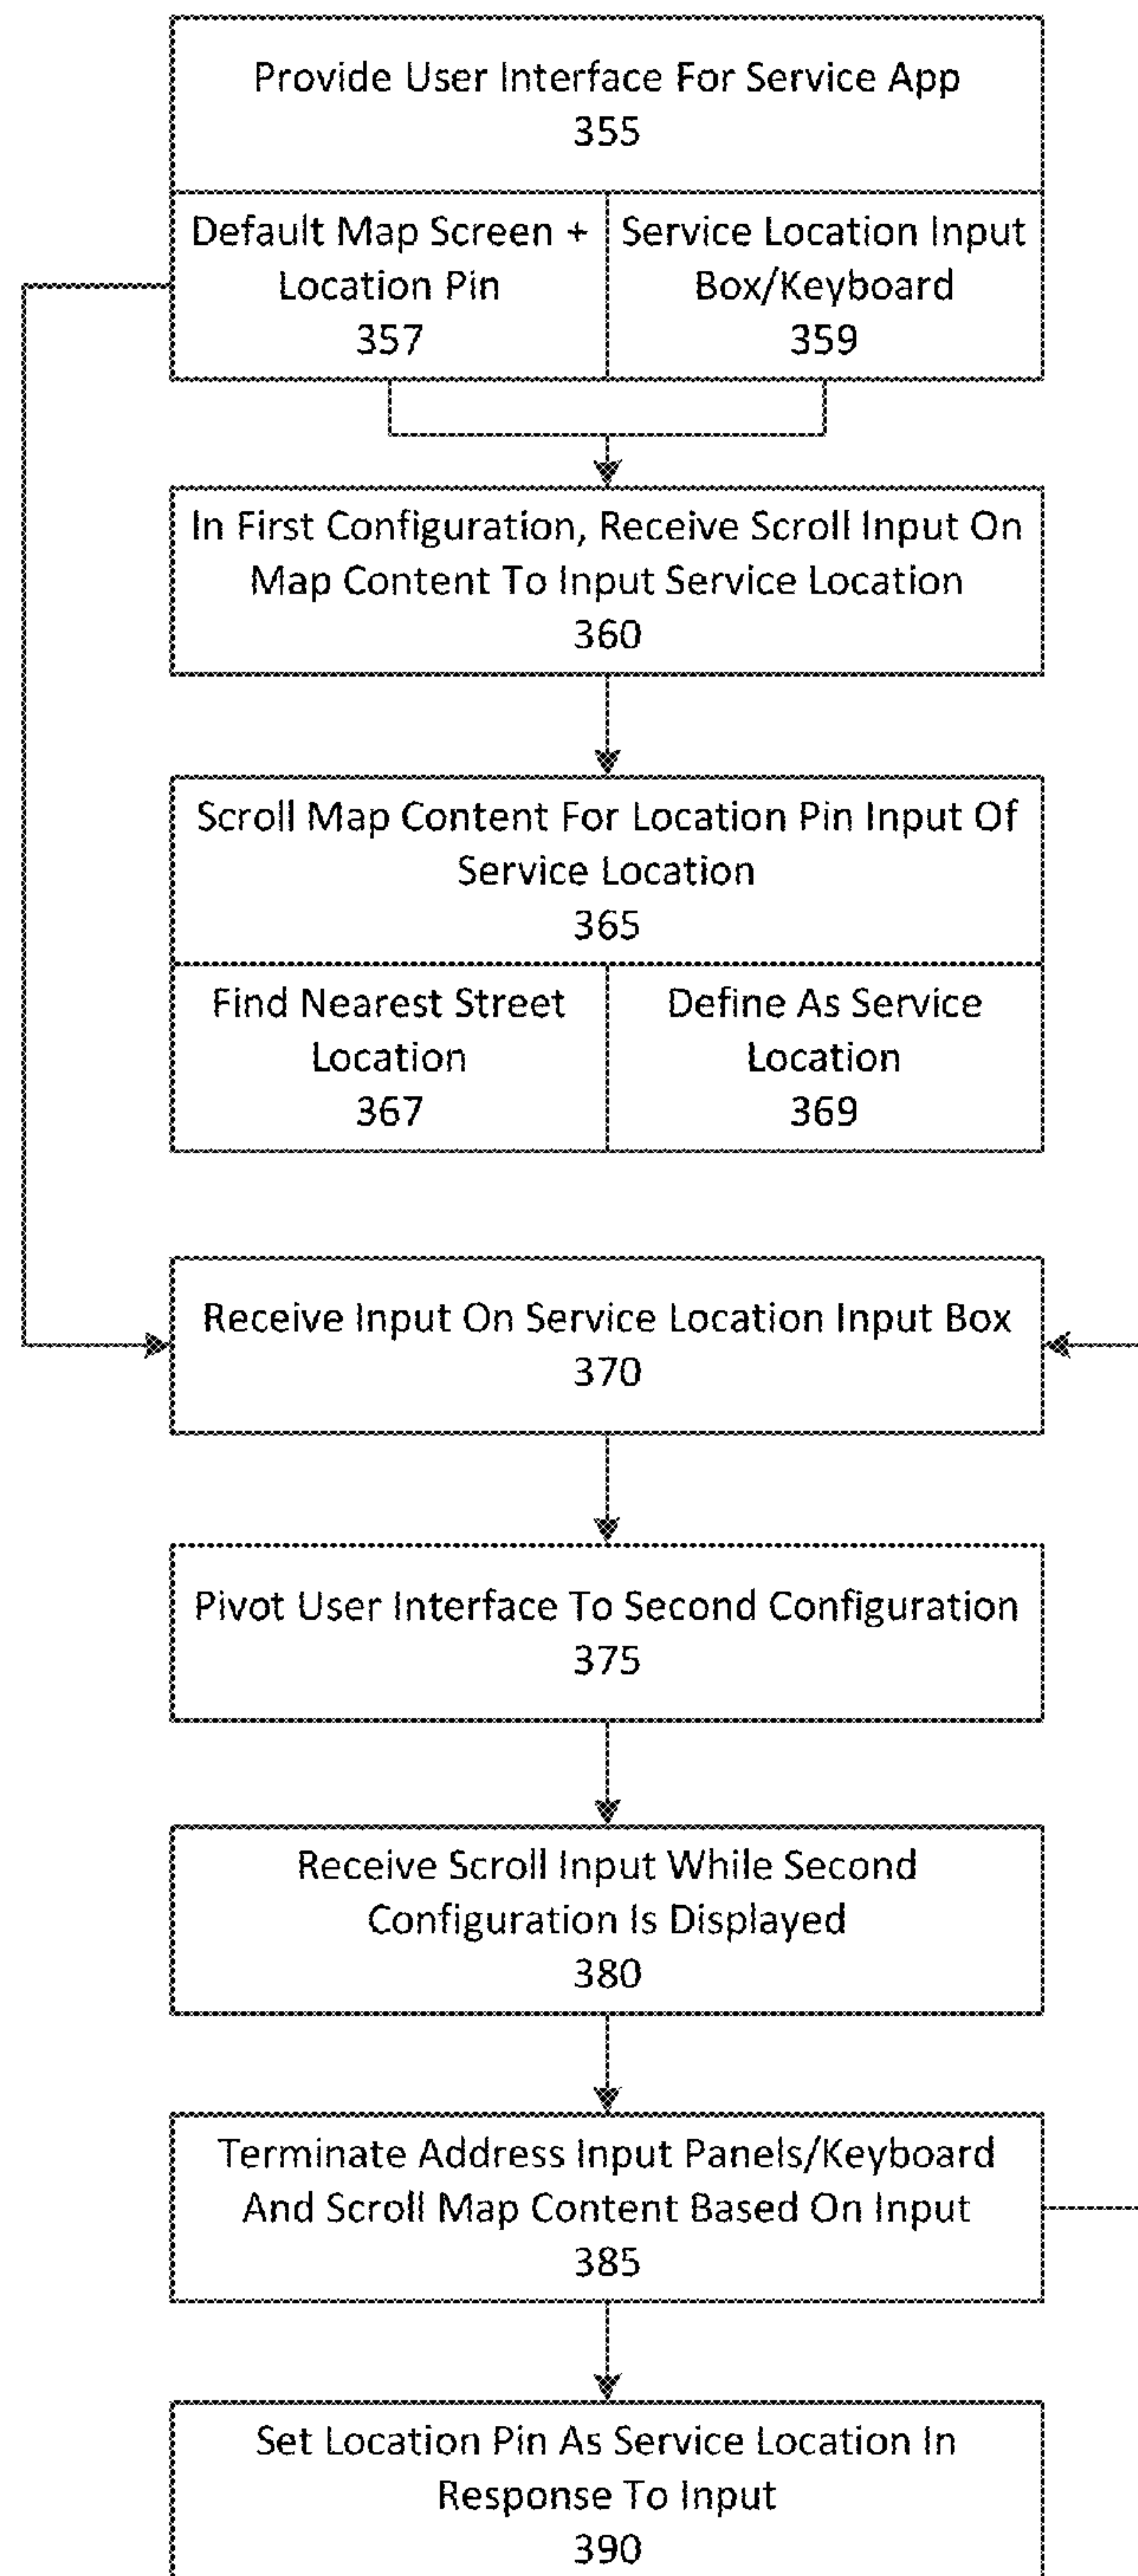 Provide User Interface For Service App
355
Default Map Screen +
Location Pin
357
Service Location Input
Box/Keyboard
359
In First Configuration, Receive Scroll Input On
Map Content To Input Service Location
360
Scroll Map Content For Location Pin Input Of
Service Location
365
Find Nearest Street
Location
367
Define As Service
Location
369
Receive Input On Service Location Input Box
370
Pivot User Interface To Second Configuration
375
Receive Scroll Input While Second
Configuration Is Displayed
380
Terminate Address Input Panels/Keyboard
And Scroll Map Content Based On Input
385
Set Location Pin As Service Location In
Response To Input
390